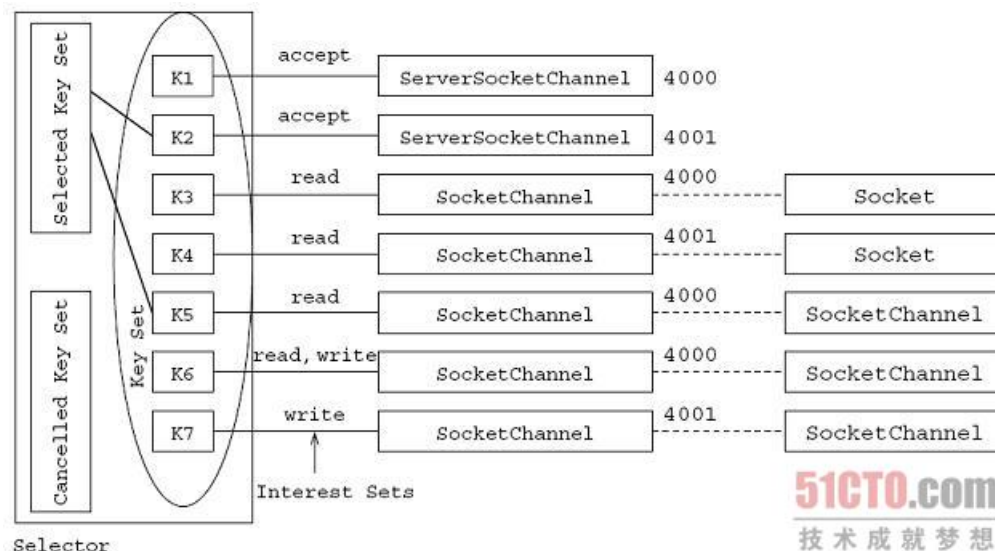 Selected Key Set
Cancelled Key Set
Key Set
K1
accept
ServerSocketChannel
4000
K2
accept
ServerSocketChannel
4001
K3
read
SocketChannel
4000
Socket
K4
read
SocketChannel
4001
Socket
K5
read
SocketChannel
4000
SocketChannel
K6
read, write
SocketChannel
4000
SocketChannel
K7
write
SocketChannel
4001
SocketChannel
Interest Sets
Selector
51CTO.com
技术成就梦想